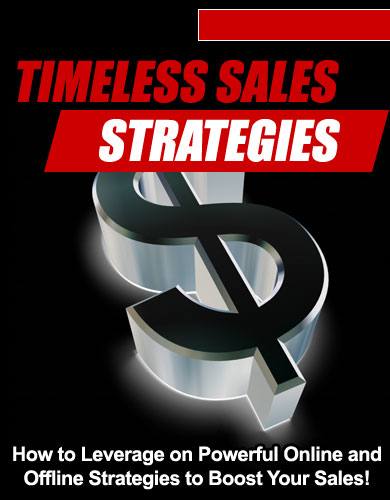 TIMELESS SALES
STRATEGIES
How to Leverage on Powerful Online and
Offline Strategies to Boost Your Sales!